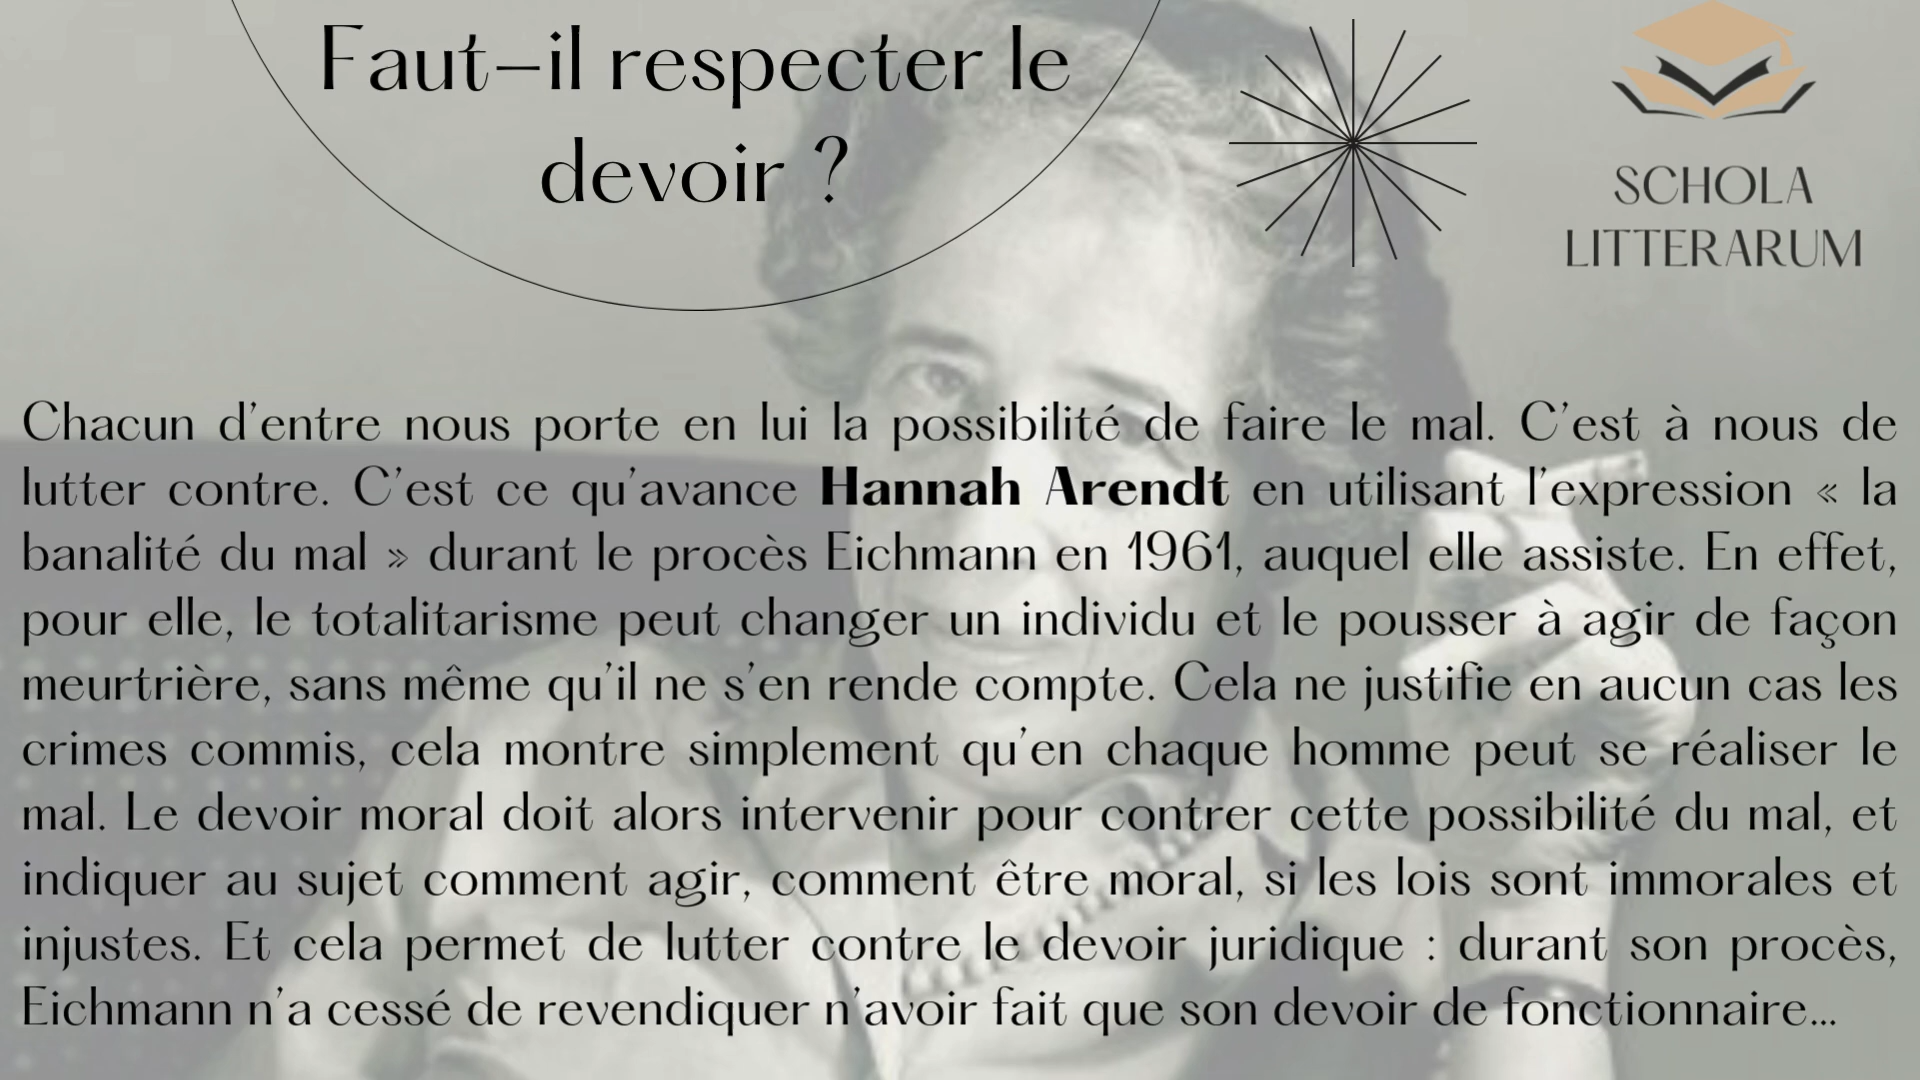 Faut-il respecter le
devoir ?
SCHOLA
LITTERARUM
Chacun d'entre nous porte en lui la possibilité de faire le mal. C'est à nous de
lutter contre. C'est ce qu'avance Hannah Arendt en utilisant l'expression « la
banalité du mal » durant le procès Eichmann en 1961, auquel elle assiste. En effet,
pour elle, le totalitarisme peut changer un individu et le pousser à agir de façon
meurtrière, sans même qu'il ne s'en rende compte. Cela ne justifie en aucun cas les
crimes commis, cela montre simplement qu'en chaque homme peut se réaliser le
mal. Le devoir moral doit alors intervenir pour contrer cette possibilité du mal, et
indiquer au sujet comment agir, comment être moral, si les lois sont immorales et
injustes. Et cela permet de lutter contre le devoir juridique : durant son procès,
Eichmann n'a cessé de revendiquer n'avoir fait que son devoir de fonctionnaire...